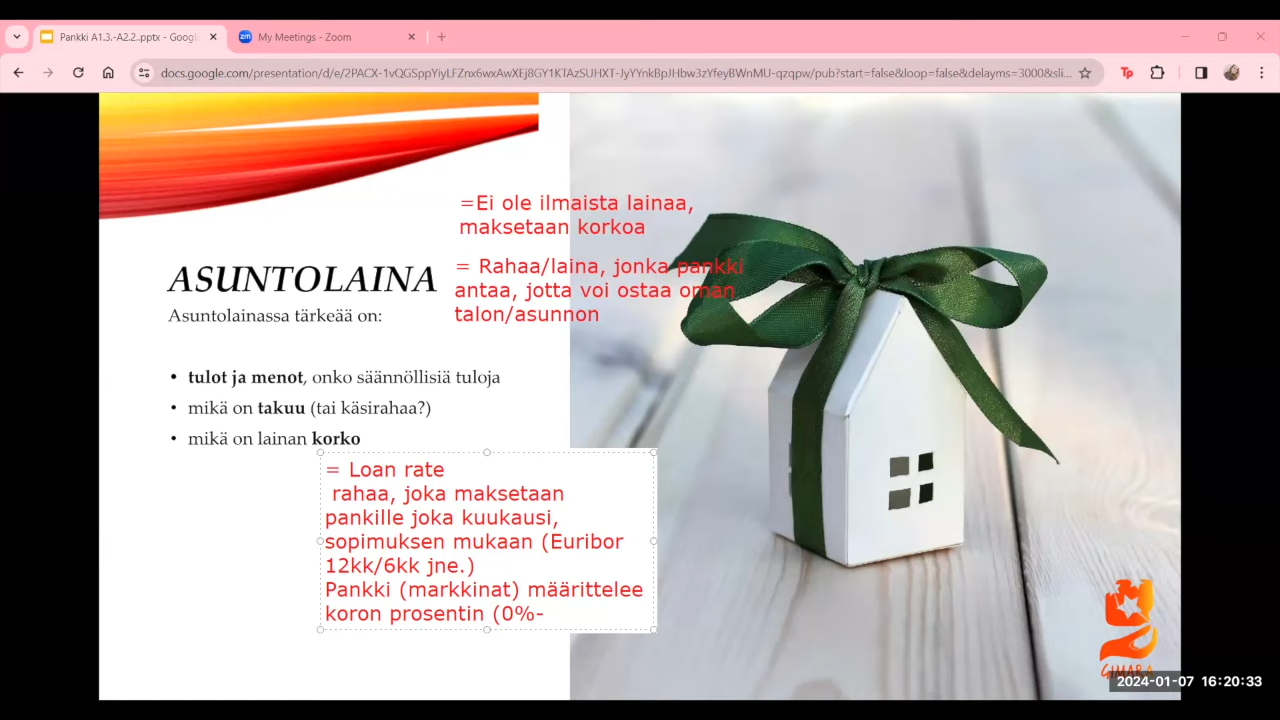 Pankki A1.3.-A2.2..pptx - Goog
My Meetings - Zoom
docs.google.com/presentation/d/e/2PACX-1vQGSppYiyLFZnx6wxAwXEj8GY1KTAzSUHXT-JyYYnkBpJHbw3zYfeyBWnMU-qzqpw/pub?start=false&loop=false&delayms=3000&sli...
Tp
=Ei ole ilmaista lainaa,
maksetaan korkoa
= Rahaa/laina, jonka pankki
antaa, jotta voi ostaa oman
talon/asunnon
ASUNTOLAINA
Asuntolainassa tärkeää on:
• tulot ja menot, onko säännöllisiä tuloja
• mikä on takuu (tai käsirahaa?)
• mikä on lainan korko
= Loan rate
rahaa, joka maksetaan
pankille joka kuukausi,
sopimuksen mukaan (Euribor
12kk/6kk jne.)
Pankki (markkinat) määrittelee
koron prosentin (0%-
GIMARA
2024-01-07 16:20:33